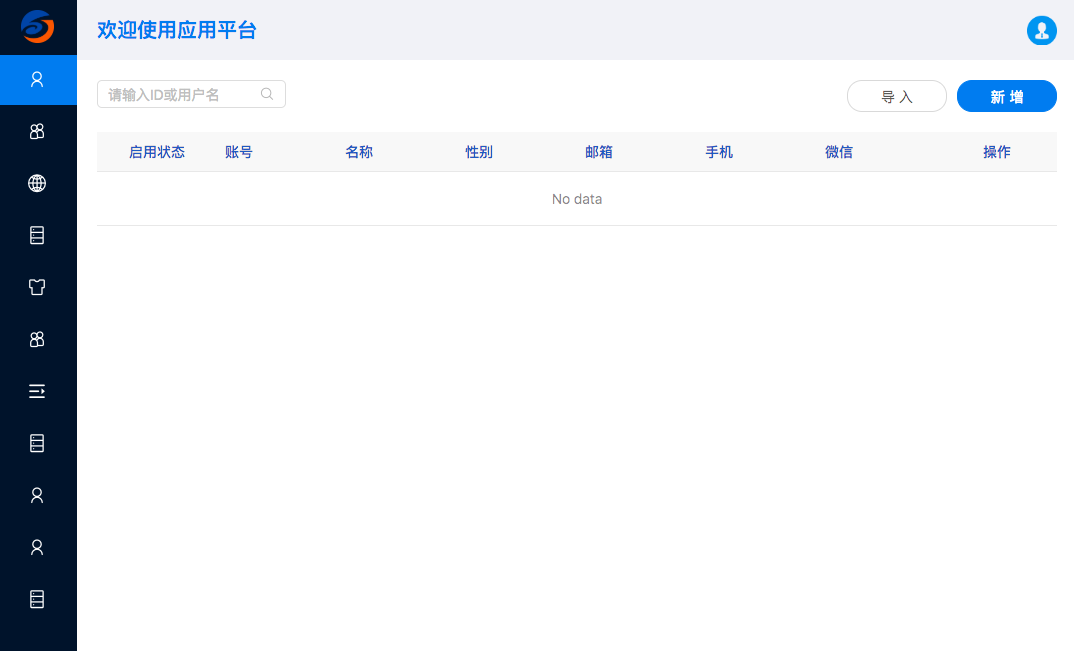 欢迎使用应用平台
请输入ID或用户名
导 入
新 增
启用状态 账号 名称 性别 邮箱 手机 微信 操作
No data